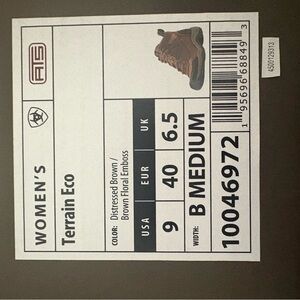 ATS
WOMEN'S
Terrain Eco
COLOR: Distressed Brown /
Brown Floral Emboss
USA EUR UK
9 40 6.5
WIDTH: B MEDIUM
10046972
1 95696 68849 3
4500129313